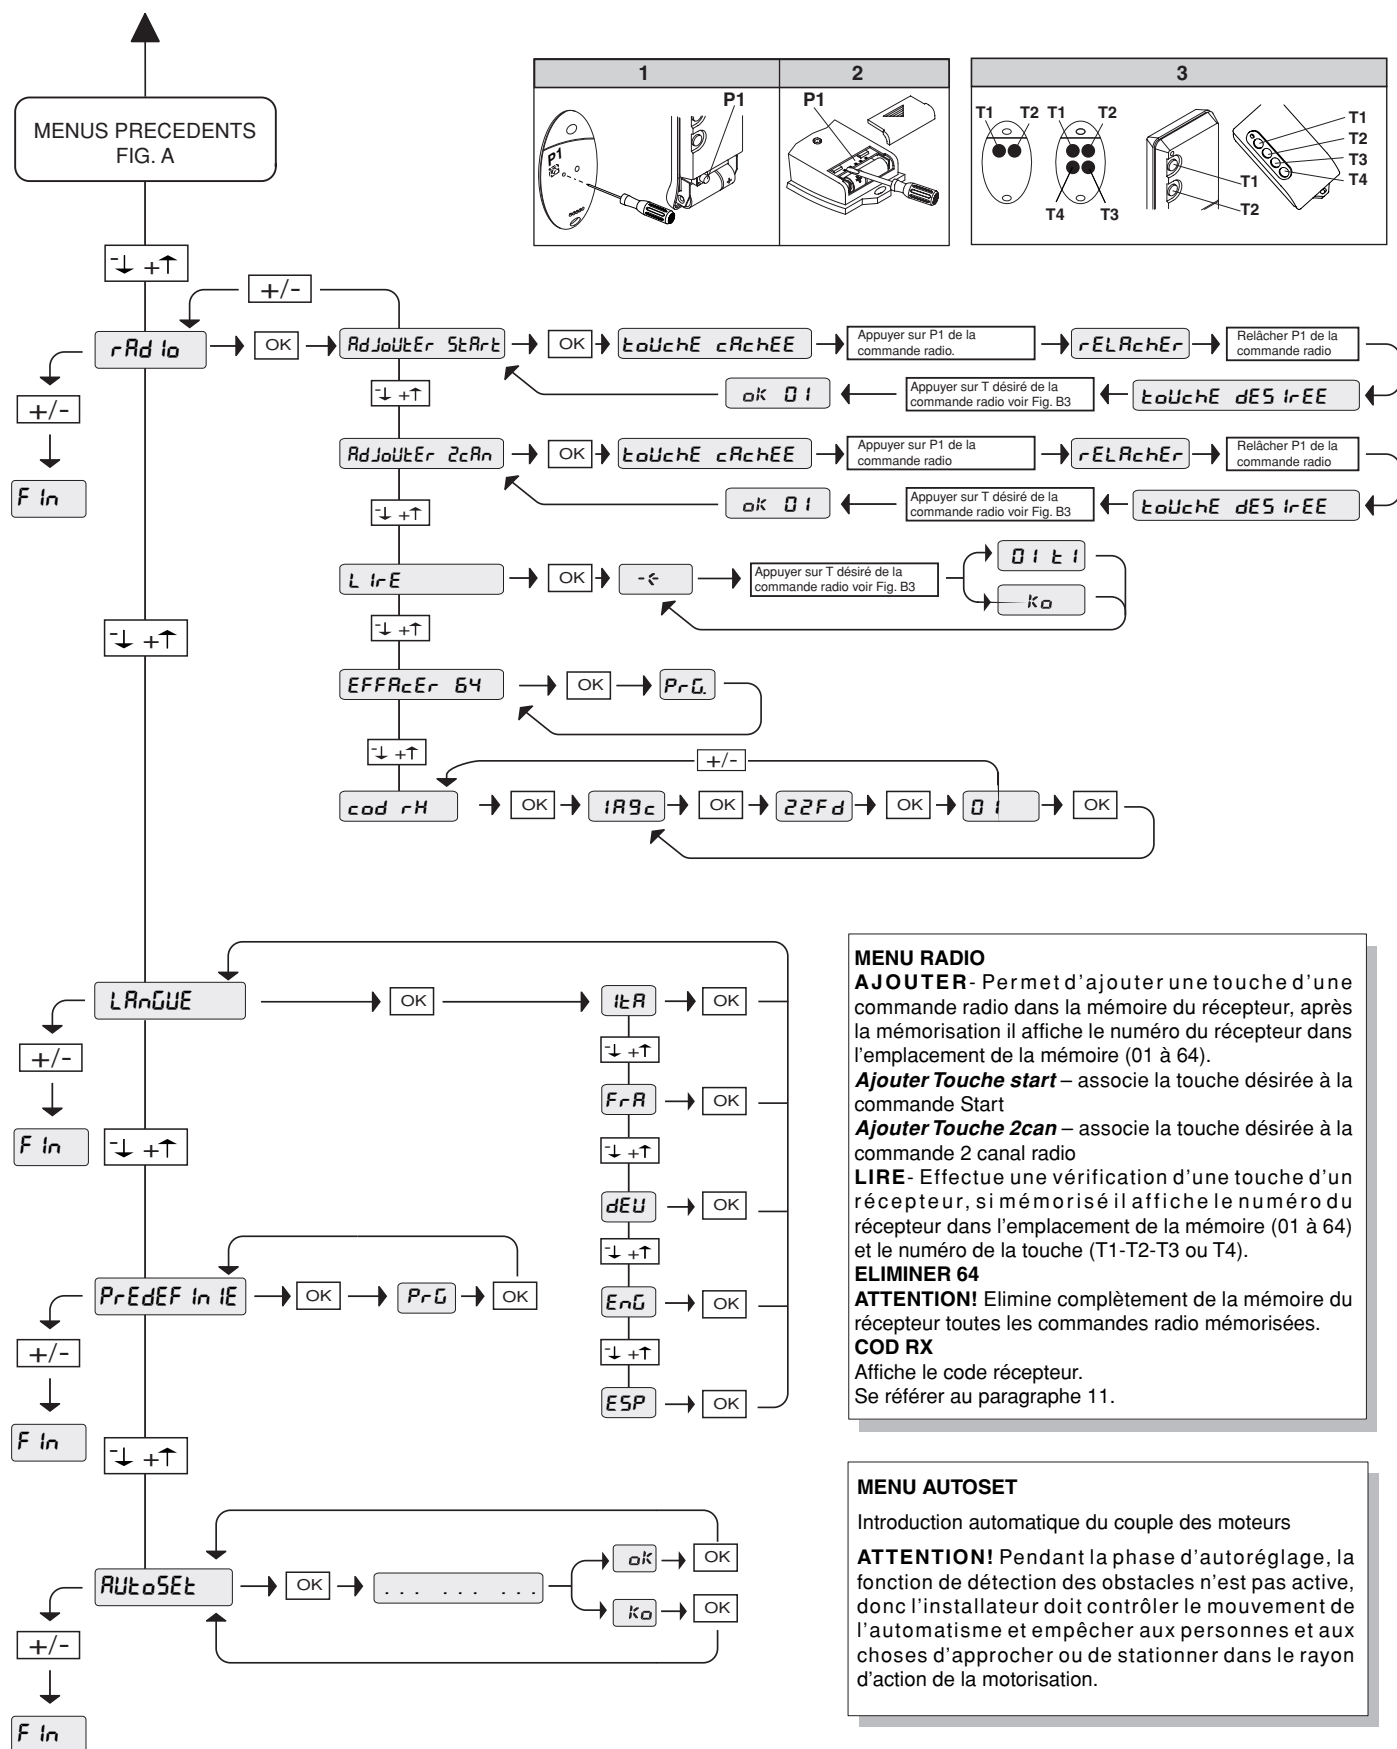 MENUS PRECEDENTS
FIG. A
1
2
3
P1
P1
P1
T1
T2
T1
T2
T4
T3
T1
T2
T1
T2
T3
T4
-↓ +↑
+/-
rAdIo
OK
AdJoUtEr StArt
OK
toUchE cAchEE
Appuyer sur P1 de la
commande radio.
rELAchEr
Relâcher P1 de la
commande radio
+/-
FIn
-↓ +↑
oK 01
Appuyer sur T désiré de la
commande radio voir Fig. B3
toUchE dESIrEE
AdJoUtEr 2cAn
OK
toUchE cAchEE
Appuyer sur P1 de la
commande radio
rELAchEr
Relâcher P1 de la
commande radio
-↓ +↑
oK 01
Appuyer sur T désiré de la
commande radio voir Fig. B3
toUchE dESIrEE
LIrE
OK
-<-
Appuyer sur T désiré de la
commande radio voir Fig. B3
01 t1
Ko
-↓ +↑
-↓ +↑
EFFAcEr 64
OK
PrG.
-↓ +↑
+/-
cod rH
OK
1A9c
OK
22Fd
OK
01
OK
LAnGUE
OK
ItA
OK
+/-
FIn
-↓ +↑
-↓ +↑
FrA
OK
-↓ +↑
dEU
OK
-↓ +↑
EnG
OK
-↓ +↑
ESP
OK
PrEdEFInIE
OK
PrG
OK
+/-
FIn
-↓ +↑
AUtoSEt
OK
... ... ...
oK
OK
Ko
OK
+/-
FIn
MENU RADIO
AJOUTER- Permet d'ajouter une touche d'une
commande radio dans la mémoire du récepteur, après
la mémorisation il affiche le numéro du récepteur dans
l'emplacement de la mémoire (01 à 64).
Ajouter Touche start – associe la touche désirée à la
commande Start
Ajouter Touche 2can – associe la touche désirée à la
commande 2 canal radio
LIRE- Effectue une vérification d'une touche d'un
récepteur, si mémorisé il affiche le numéro du
récepteur dans l'emplacement de la mémoire (01 à 64)
et le numéro de la touche (T1-T2-T3 ou T4).
ELIMINER 64
ATTENTION! Elimine complètement de la mémoire du
récepteur toutes les commandes radio mémorisées.
COD RX
Affiche le code récepteur.
Se référer au paragraphe 11.
MENU AUTOSET
Introduction automatique du couple des moteurs
ATTENTION! Pendant la phase d'autoréglage, la
fonction de détection des obstacles n'est pas active,
donc l'installateur doit contrôler le mouvement de
l'automatisme et empêcher aux personnes et aux
choses d'approcher ou de stationner dans le rayon
d'action de la motorisation.